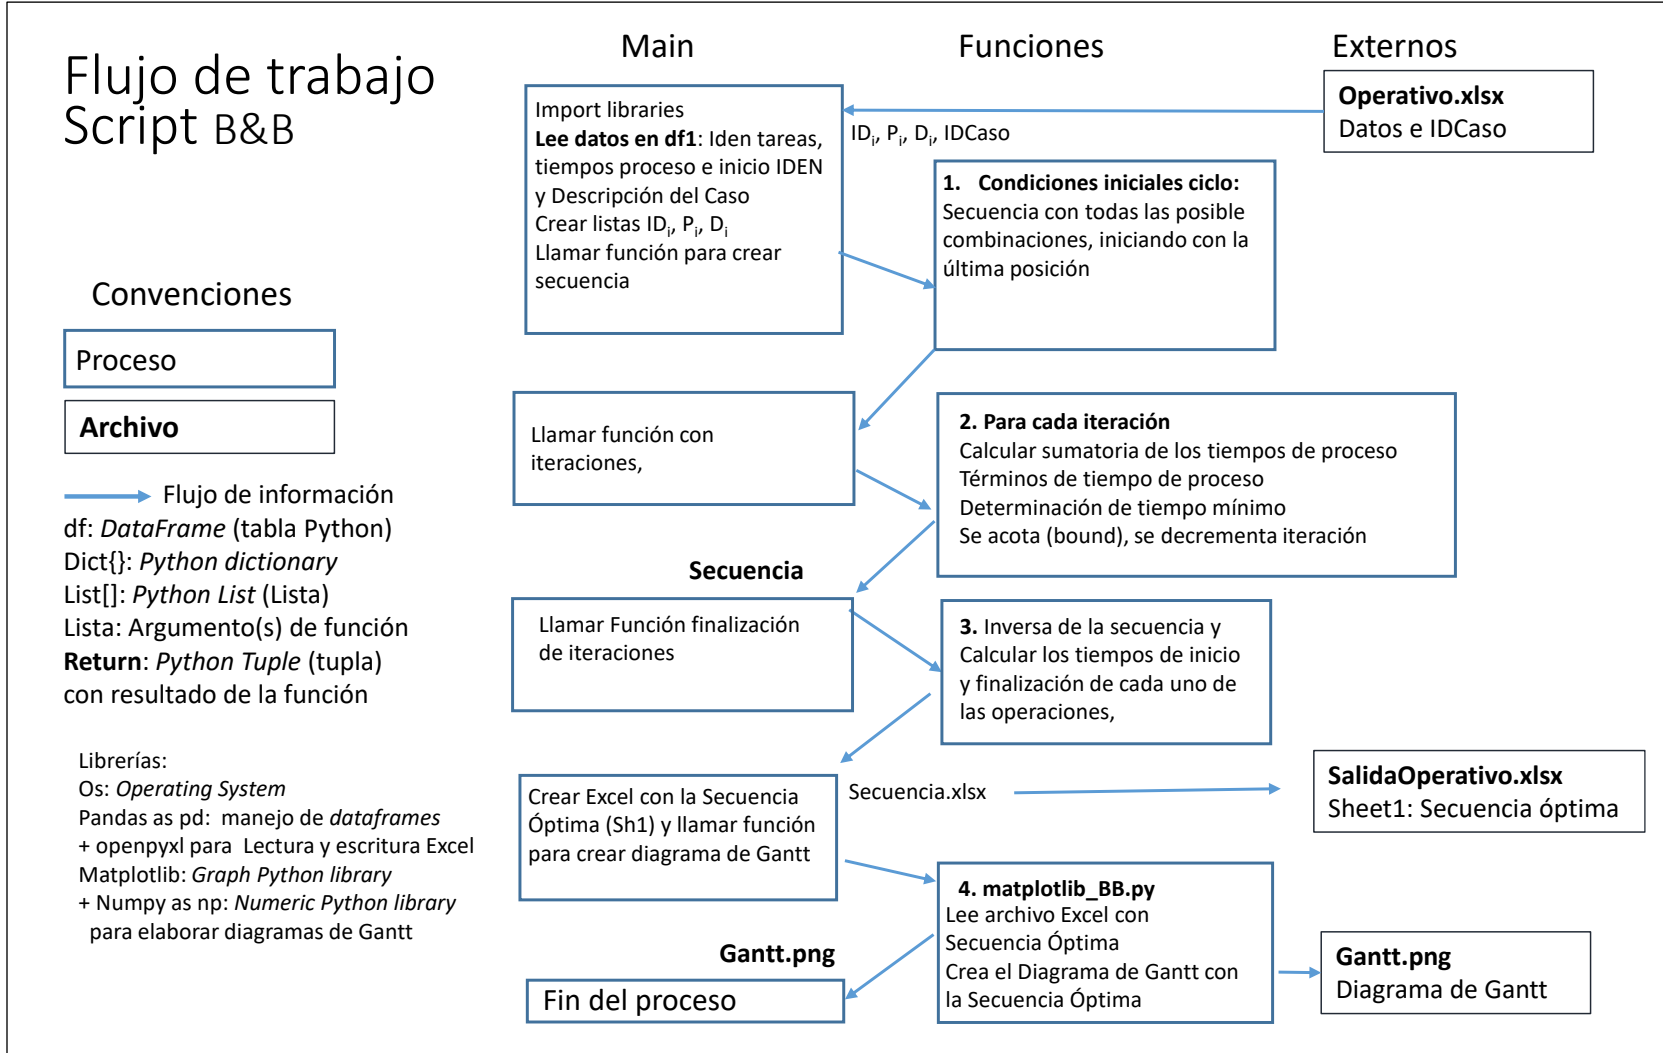 Flujo de trabajo
Script B&B
Convenciones
Proceso
Archivo
Flujo de información
df: DataFrame (tabla Python)
Dict{}: Python dictionary
List[]: Python List (Lista)
Lista: Argumento(s) de función
Return: Python Tuple (tupla)
con resultado de la función
Librerías:
Os: Operating System
Pandas as pd: manejo de dataframes
+ openpyxl para Lectura y escritura Excel
Matplotlib: Graph Python library
+ Numpy as np: Numeric Python library
para elaborar diagramas de Gantt
Main
Funciones
Externos
Import libraries
Lee datos en df1: Iden tareas,
tiempos proceso e inicio IDEN
y Descripción del Caso
Crear listas IDi, Pi, Di
Llamar función para crear
secuencia
IDi, Pi, Di, IDCaso
Operativo.xlsx
Datos e IDCaso
1. Condiciones iniciales ciclo:
Secuencia con todas las posible
combinaciones, iniciando con la
última posición
Llamar función con
iteraciones,
2. Para cada iteración
Calcular sumatoria de los tiempos de proceso
Términos de tiempo de proceso
Determinación de tiempo mínimo
Se acota (bound), se decrementa iteración
Secuencia
Llamar Función finalización
de iteraciones
3. Inversa de la secuencia y
Calcular los tiempos de inicio
y finalización de cada uno de
las operaciones,
Crear Excel con la Secuencia
Óptima (Sh1) y llamar función
para crear diagrama de Gantt
Secuencia.xlsx
SalidaOperativo.xlsx
Sheet1: Secuencia óptima
4. matplotlib_BB.py
Lee archivo Excel con
Secuencia Óptima
Crea el Diagrama de Gantt con
la Secuencia Óptima
Gantt.png
Fin del proceso
Gantt.png
Diagrama de Gantt